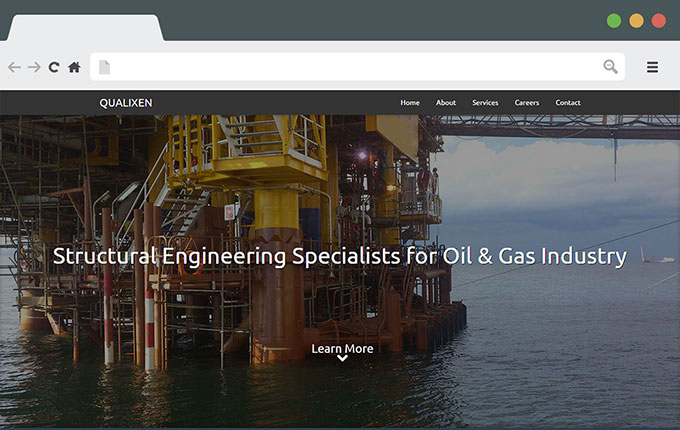 QUALIXEN
Home About Services Careers Contact
Structural Engineering Specialists for Oil & Gas Industry
Learn More